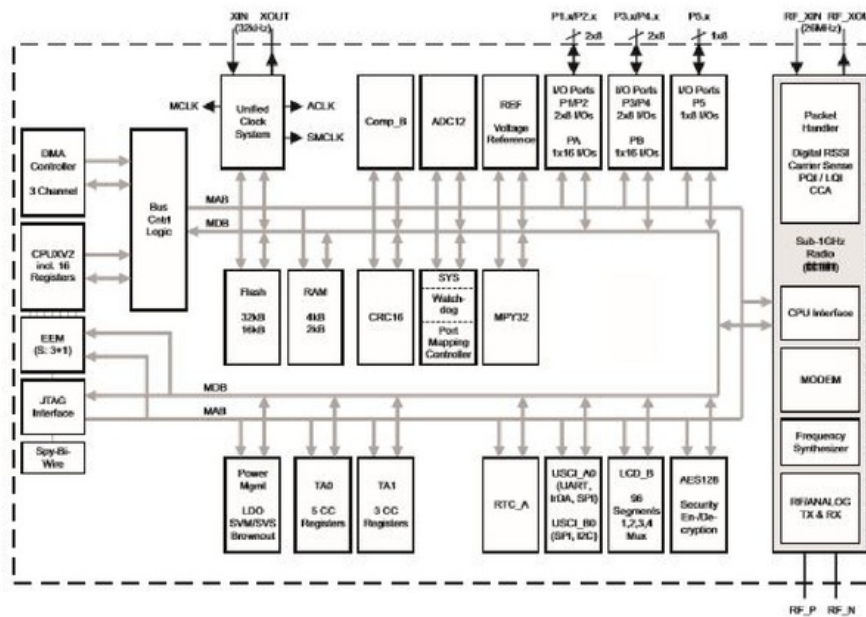 XIN XOUT
(32kHz)
P1.x/P2.x
2x8
P3.x/P4.x
2x8
P5.x
1x8
RF_XIN RF_XOU
(26MHz)
MCLK
Unified
Clock
System
ACLK
SMCLK
Comp_B
ADC12
REF
Voltage
Reference
I/O Ports
P1/P2
2x8 I/Os
PA
1x16 I/Os
I/O Ports
P3/P4
2x8 I/Os
PB
1x16 I/Os
I/O Ports
P5
1x8 I/Os
Packet
Handler
Digital RSSI
Carrier Sense
PQI / LQI
CCA
DMA
Controller
3 Channel
Bus
Cntrl
Logic
MAB
MDB
CPUXV2
incl. 16
Registers
Sub-1GHz
Radio
EEM
(S: 3+1)
Flash
32kB
16kB
RAM
4kB
2kB
CRC16
SYS
Watch-
dog
Port
Mapping
Controller
MPY32
CPU Interface
JTAG
Interface
MDB
MAB
MODEM
Spy-Bi-
Wire
Frequency
Synthesizer
Power
Mgmt
LDO
SVM/SVS
Brownout
TA0
5 CC
Registers
TA1
3 CC
Registers
RTC_A
USCI_A0
(UART,
IrDA, SPI)
USCI_B0
(SPI, I2C)
LCD_B
96
Segments
1,2,3,4
Mux
AES128
Security
En-/De-
cryption
RF/ANALOG
TX & RX
RF_P RF_N